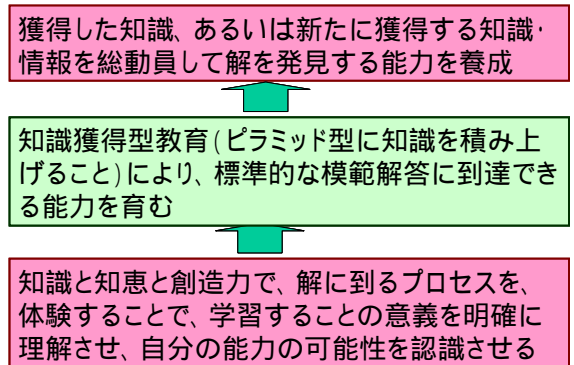 獲得した知識、あるいは新たに獲得する知識・
情報を総動員して解を発見する能力を養成
知識獲得型教育(ピラミッド型に知識を積み上
げること)により、標準的な模範解答に到達でき
る能力を育む
知識と知恵と創造力で、解に到るプロセスを、
体験することで、学習することの意義を明確に
理解させ、自分の能力の可能性を認識させる